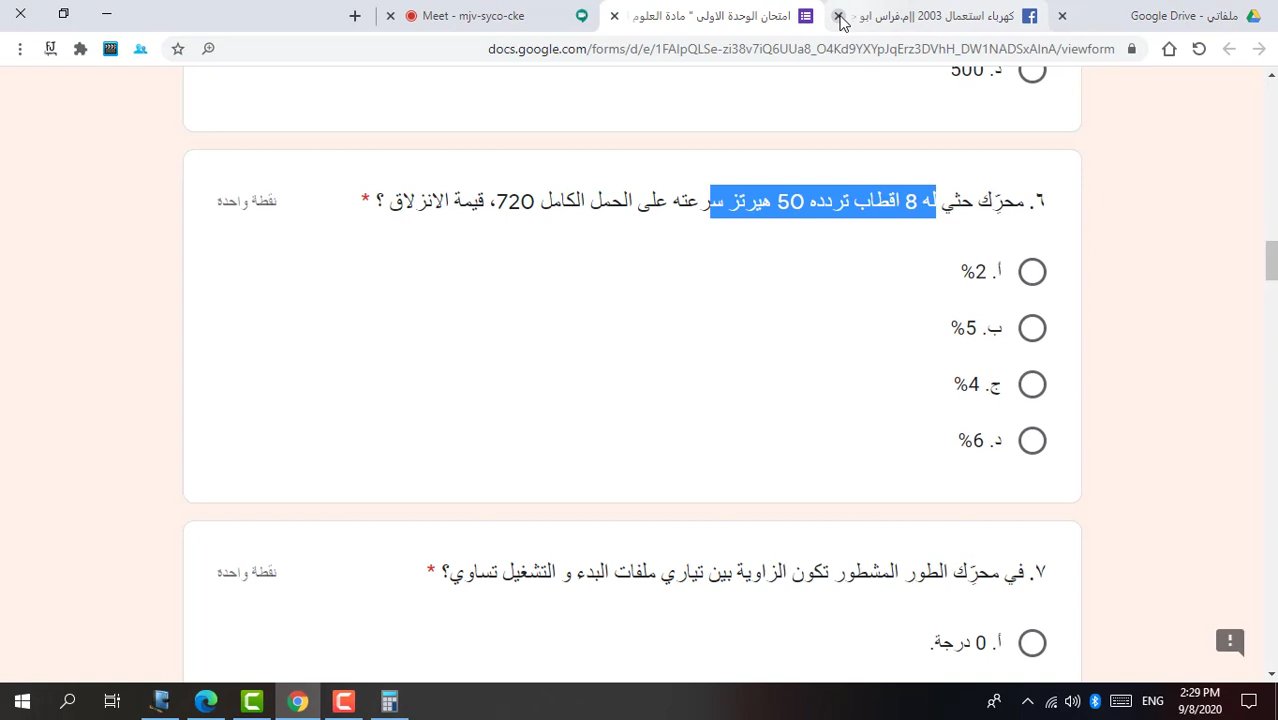 ملفاتي - Google Drive
كهرباء استعمال 2003 || م.فراس ابو
امتحان الوحدة الاولى " مادة العلوم
Meet - mjv-syco-cke
docs.google.com/forms/d/e/1FAIpQLSe-zi38v7iQ6UUa8_O4Kd9YXYpJqErz3DVhH_DW1NADSxAlnA/viewform
د. 500
٦. محرِّك حثي له 8 اقطاب تردده 50 هيرتز سرعته على الحمل الكامل 720، قيمة الانزلاق ؟ *
نقطة واحدة
أ. 2%
ب. 5%
ج. 4%
د. 6%
٧. في محرِّك الطور المشطور تكون الزاوية بين تياري ملفات البدء و التشغيل تساوي؟ *
نقطة واحدة
أ. 0 درجة.
ENG
2:29 PM
9/8/2020